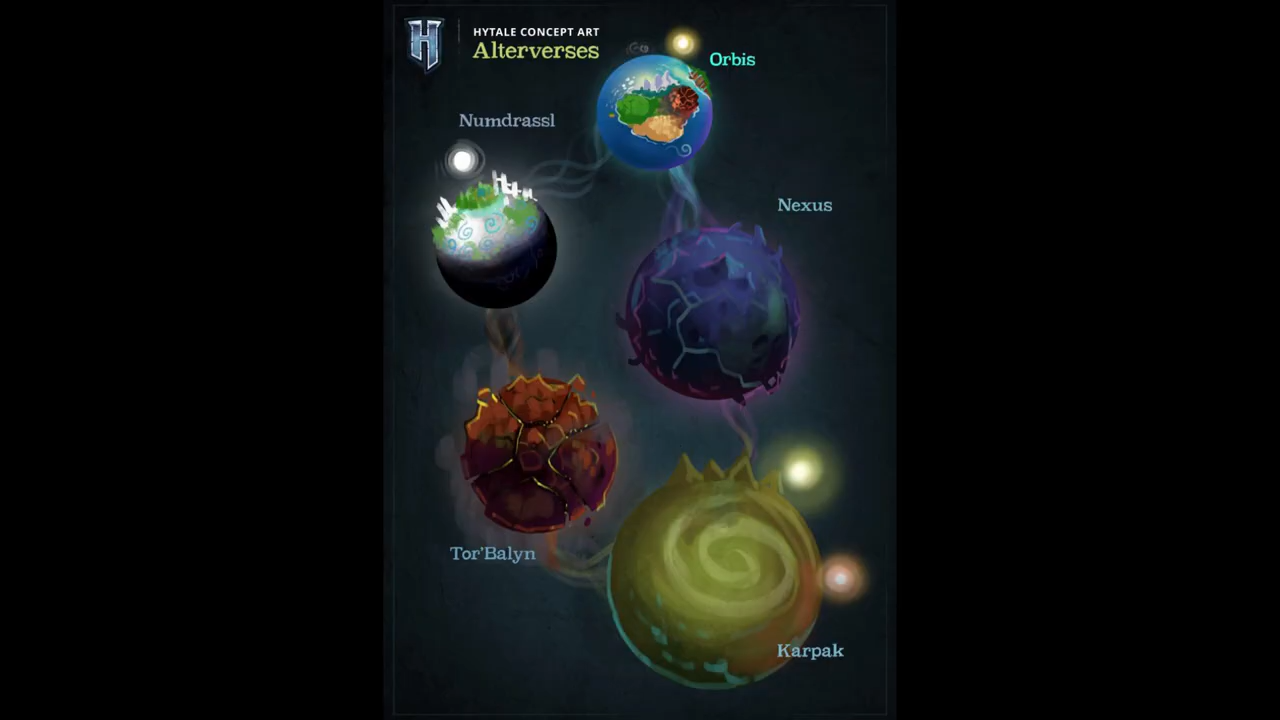 H
HYTALE CONCEPT ART
Alterverses
Orbis
Numdrassl
Nexus
Tor'Balyn
Karpak